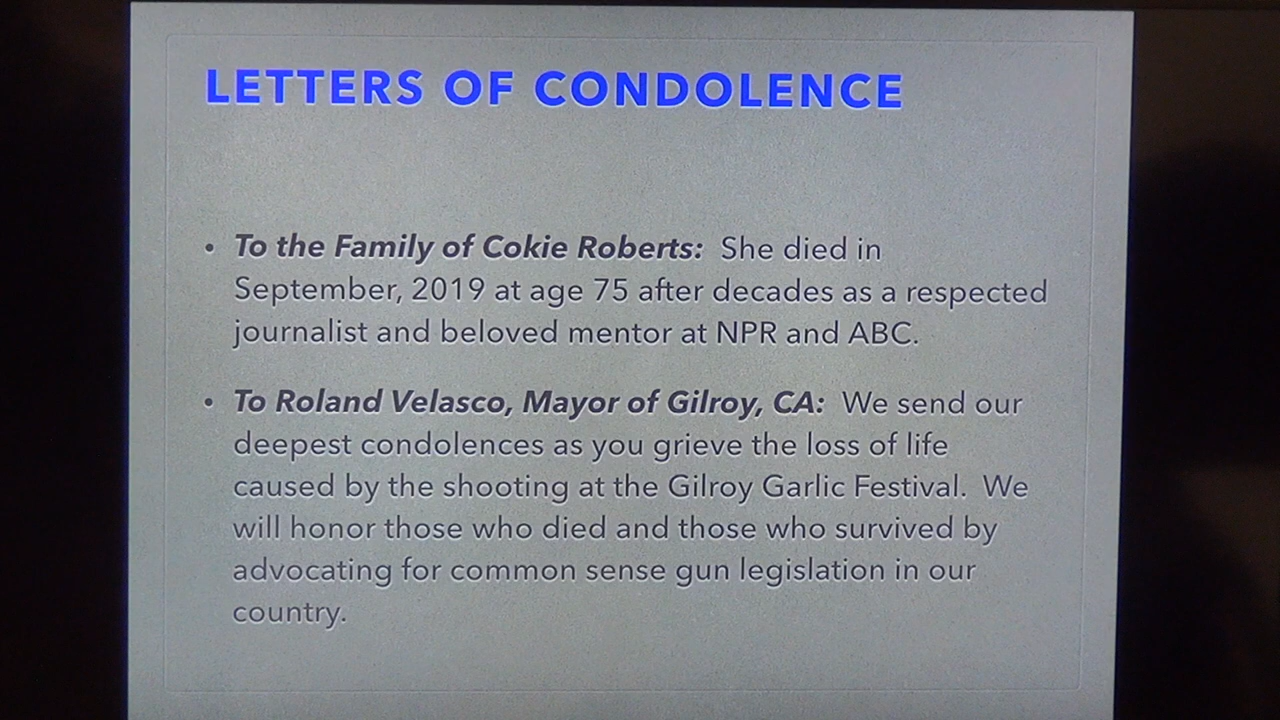 LETTERS OF CONDOLENCE
• To the Family of Cokie Roberts: She died in
September, 2019 at age 75 after decades as a respected
journalist and beloved mentor at NPR and ABC.
• To Roland Velasco, Mayor of Gilroy, CA: We send our
deepest condolences as you grieve the loss of life
caused by the shooting at the Gilroy Garlic Festival. We
will honor those who died and those who survived by
advocating for common sense gun legislation in our
country.